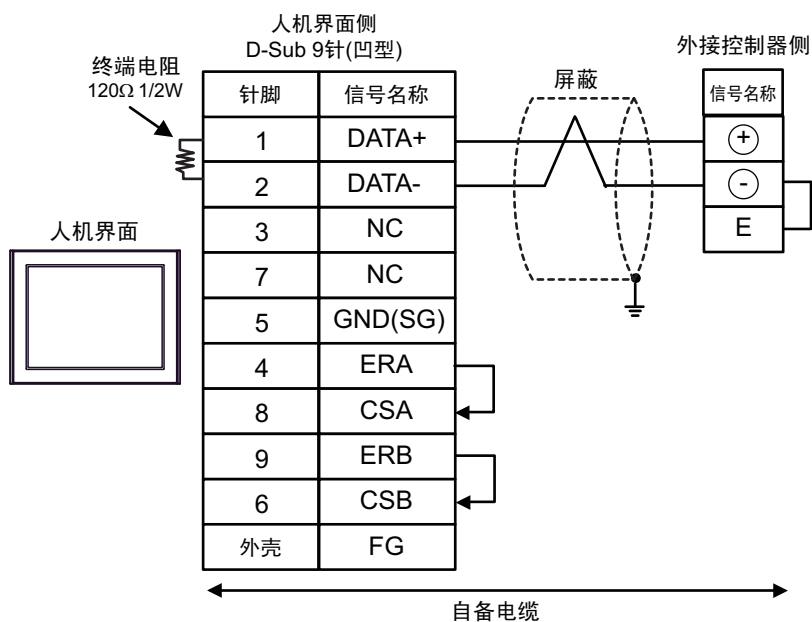 人机界面侧
D-Sub 9针(凹型)
外接控制器侧
终端电阻
120Ω 1/2W
屏蔽
针脚 信号名称
信号名称
1 DATA+
+
2 DATA-
-
3 NC
E
人机界面
7 NC
5 GND(SG)
4 ERA
8 CSA
9 ERB
6 CSB
外壳 FG
自备电缆